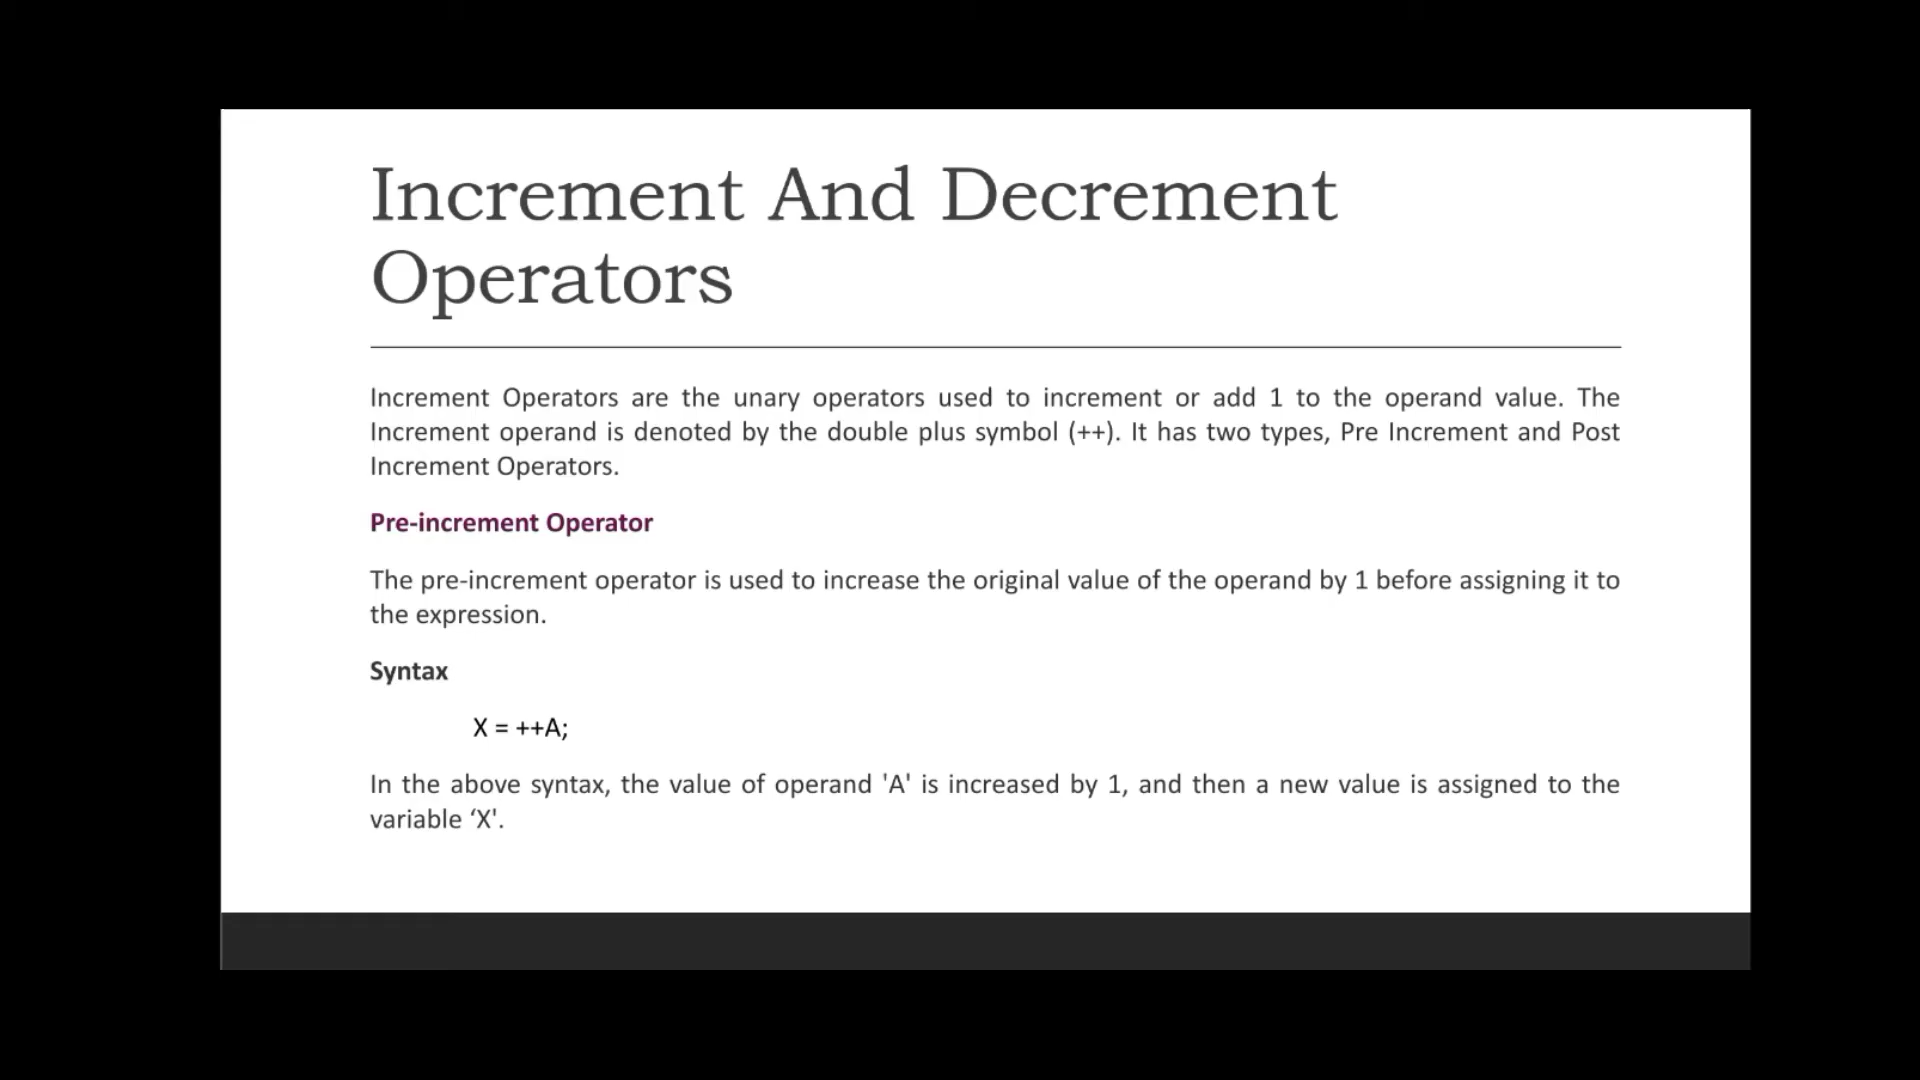 Increment And Decrement
Operators
Increment Operators are the unary operators used to increment or add 1 to the operand value. The
Increment operand is denoted by the double plus symbol (++). It has two types, Pre Increment and Post
Increment Operators.
Pre-increment Operator
The pre-increment operator is used to increase the original value of the operand by 1 before assigning it to
the expression.
Syntax
X = ++A;
In the above syntax, the value of operand 'A' is increased by 1, and then a new value is assigned to the
variable ‘X'.